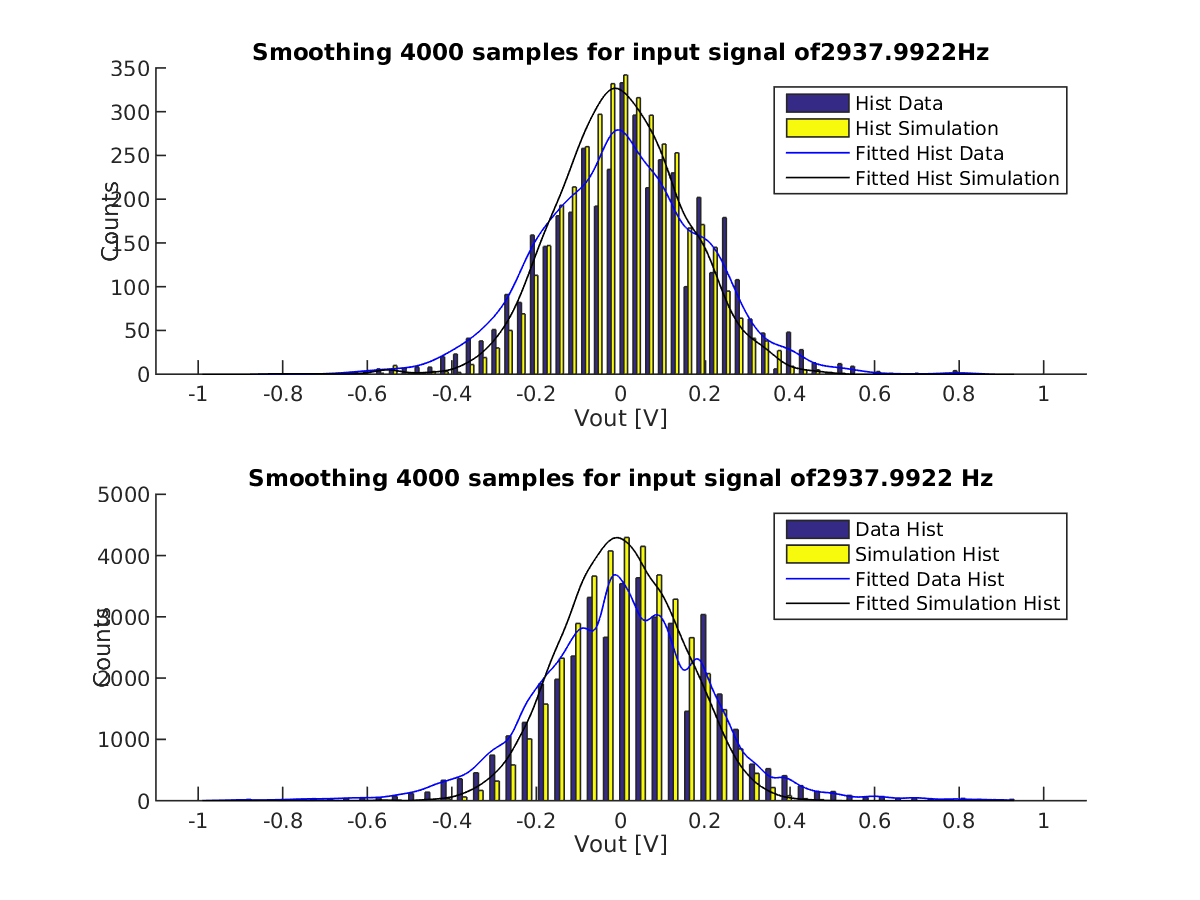 Smoothing 4000 samples for input signal of2937.9922Hz
350
300
250
200
150
100
50
0
Counts
Hist Data
Hist Simulation
Fitted Hist Data
Fitted Hist Simulation
-1 -0.8 -0.6 -0.4 -0.2 0 0.2 0.4 0.6 0.8 1
Vout [V]
Smoothing 4000 samples for input signal of2937.9922 Hz
5000
4000
3000
2000
1000
0
Counts
Data Hist
Simulation Hist
Fitted Data Hist
Fitted Simulation Hist
-1 -0.8 -0.6 -0.4 -0.2 0 0.2 0.4 0.6 0.8 1
Vout [V]